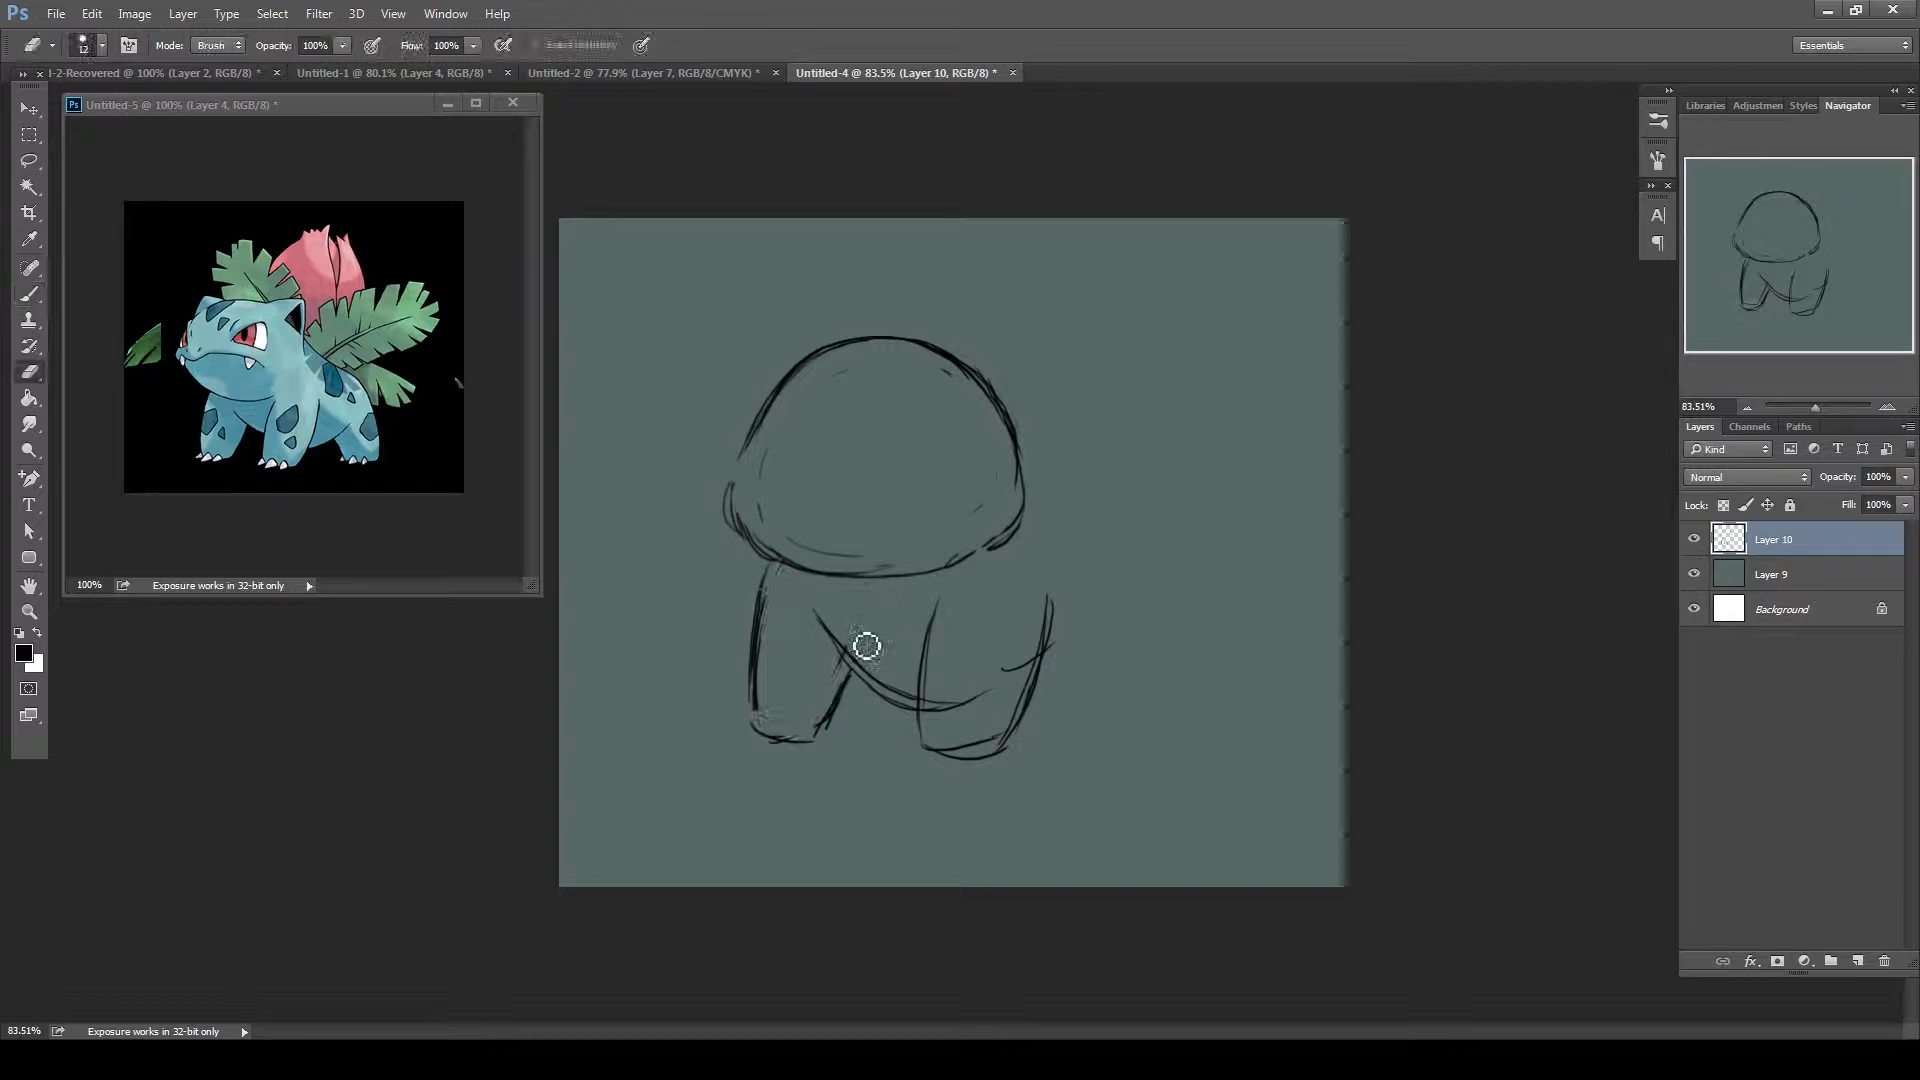 Ps File Edit Image Layer Type Select Filter 3D View Window Help
12 Mode: Brush Opacity: 100% Flow: 100% Essentials
l-2-Recovered @ 100% (Layer 2, RGB/8) * Untitled-1 @ 80.1% (Layer 4, RGB/8) * Untitled-2 @ 77.9% (Layer 7, RGB/8/CMYK) * Untitled-4 @ 83.5% (Layer 10, RGB/8) *
Ps Untitled-5 @ 100% (Layer 4, RGB/8) *
Libraries Adjustmen Styles Navigator
83.51%
Layers Channels Paths
Kind
Normal Opacity: 100%
Lock: Fill: 100%
Layer 10
Layer 9
Background
100% Exposure works in 32-bit only
83.51% Exposure works in 32-bit only